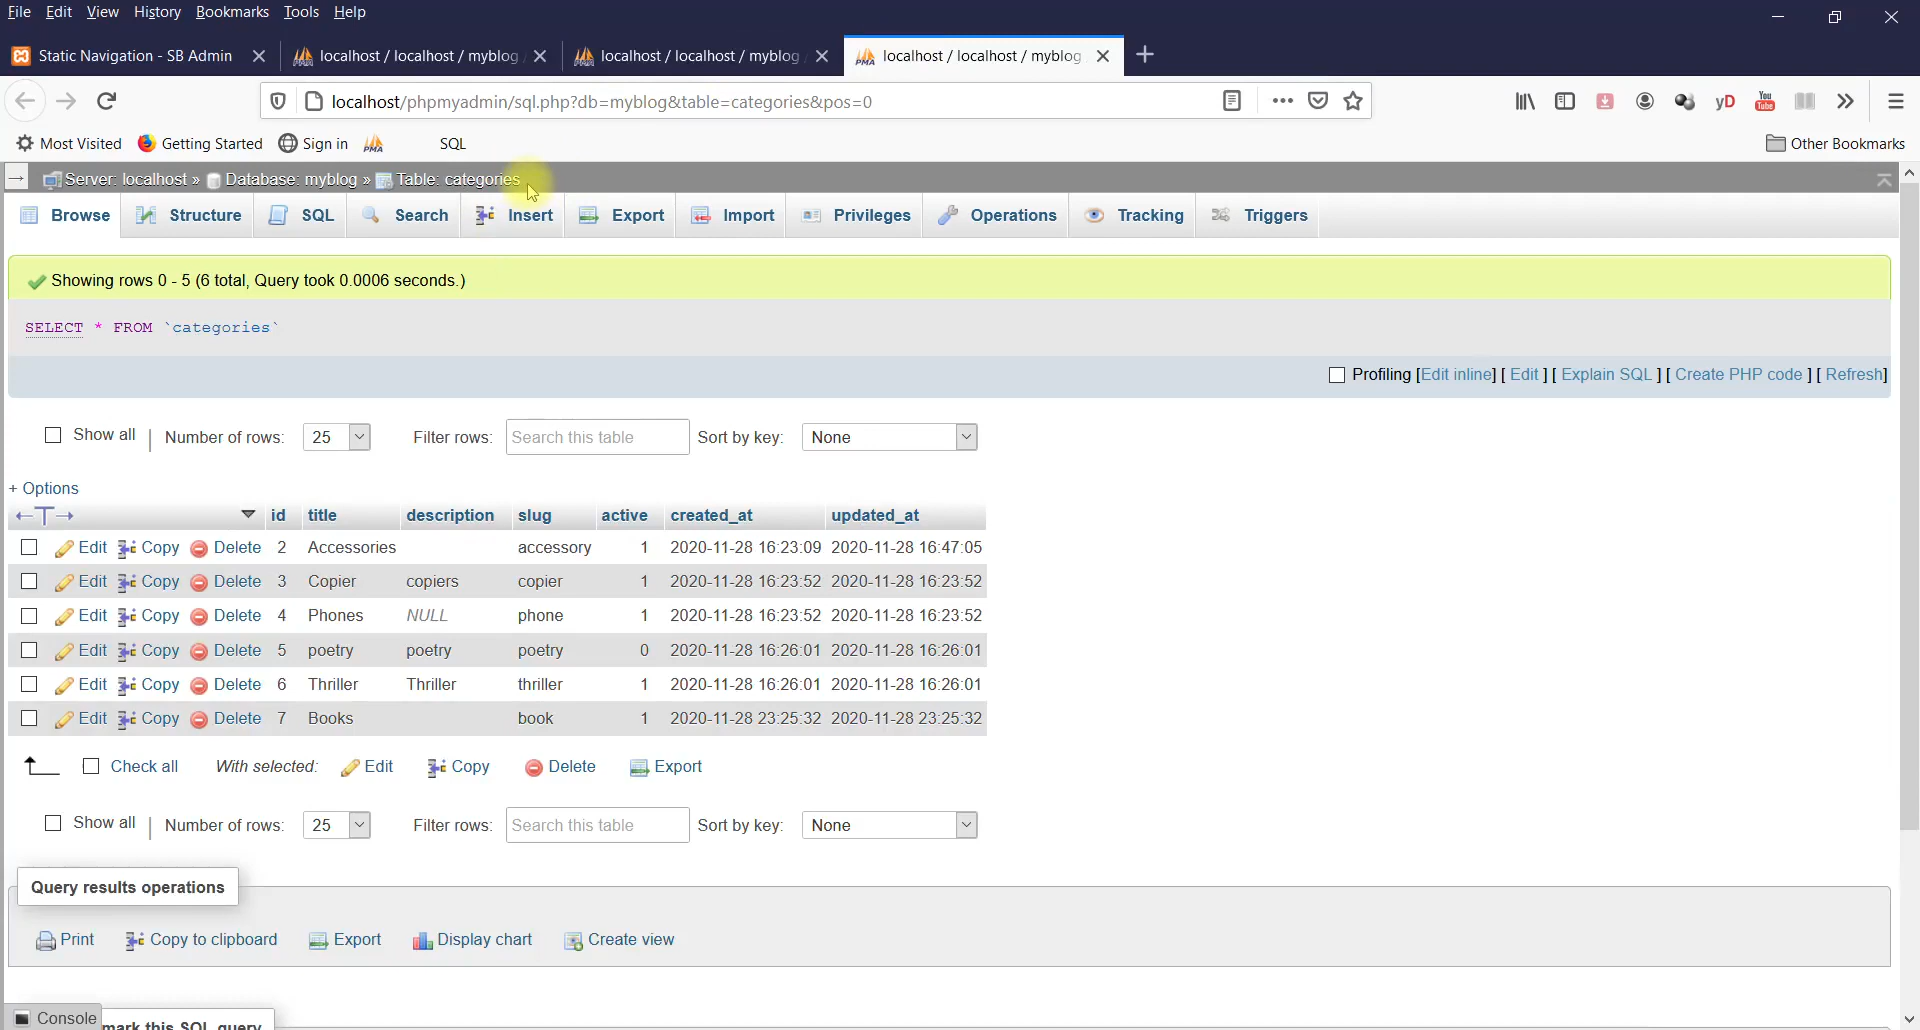 File Edit View History Bookmarks Tools Help
Static Navigation - SB Admin localhost / localhost / myblog localhost / localhost / myblog localhost / localhost / myblog
localhost/phpmyadmin/sql.php?db=myblog&table=categories&pos=0 yD You Tube
Most Visited Getting Started Sign in PMA SQL Other Bookmarks
Server: localhost » Database: myblog » Table: categories
Browse Structure SQL Search Insert Export Import Privileges Operations Tracking Triggers
Showing rows 0 - 5 (6 total, Query took 0.0006 seconds.)
SELECT * FROM `categories`
Profiling [Edit inline] [ Edit ] [ Explain SQL ] [ Create PHP code ] [ Refresh]
Show all | Number of rows: 25 Filter rows: Search this table Sort by key: None
+ Options
←T→ id title description slug active created_at updated_at
Edit Copy Delete 2 Accessories accessory 1 2020-11-28 16:23:09 2020-11-28 16:47:05
Edit Copy Delete 3 Copier copiers copier 1 2020-11-28 16:23:52 2020-11-28 16:23:52
Edit Copy Delete 4 Phones NULL phone 1 2020-11-28 16:23:52 2020-11-28 16:23:52
Edit Copy Delete 5 poetry poetry poetry 0 2020-11-28 16:26:01 2020-11-28 16:26:01
Edit Copy Delete 6 Thriller Thriller thriller 1 2020-11-28 16:26:01 2020-11-28 16:26:01
Edit Copy Delete 7 Books book 1 2020-11-28 23:25:32 2020-11-28 23:25:32
Check all With selected: Edit Copy Delete Export
Show all | Number of rows: 25 Filter rows: Search this table Sort by key: None
Query results operations
Print Copy to clipboard Export Display chart Create view
Console mark this SQL query